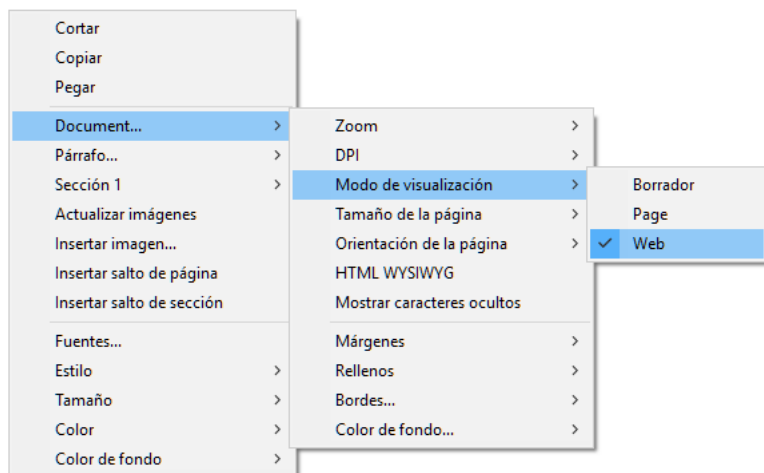 Cortar
Copiar
Pegar
Document...
Párrafo...
Sección 1
Actualizar imágenes
Insertar imagen...
Insertar salto de página
Insertar salto de sección
Fuentes...
Estilo
Tamaño
Color
Color de fondo
Zoom
DPI
Modo de visualización
Tamaño de la página
Orientación de la página
HTML WYSIWYG
Mostrar caracteres ocultos
Márgenes
Rellenos
Bordes...
Color de fondo...
Borrador
Page
Web